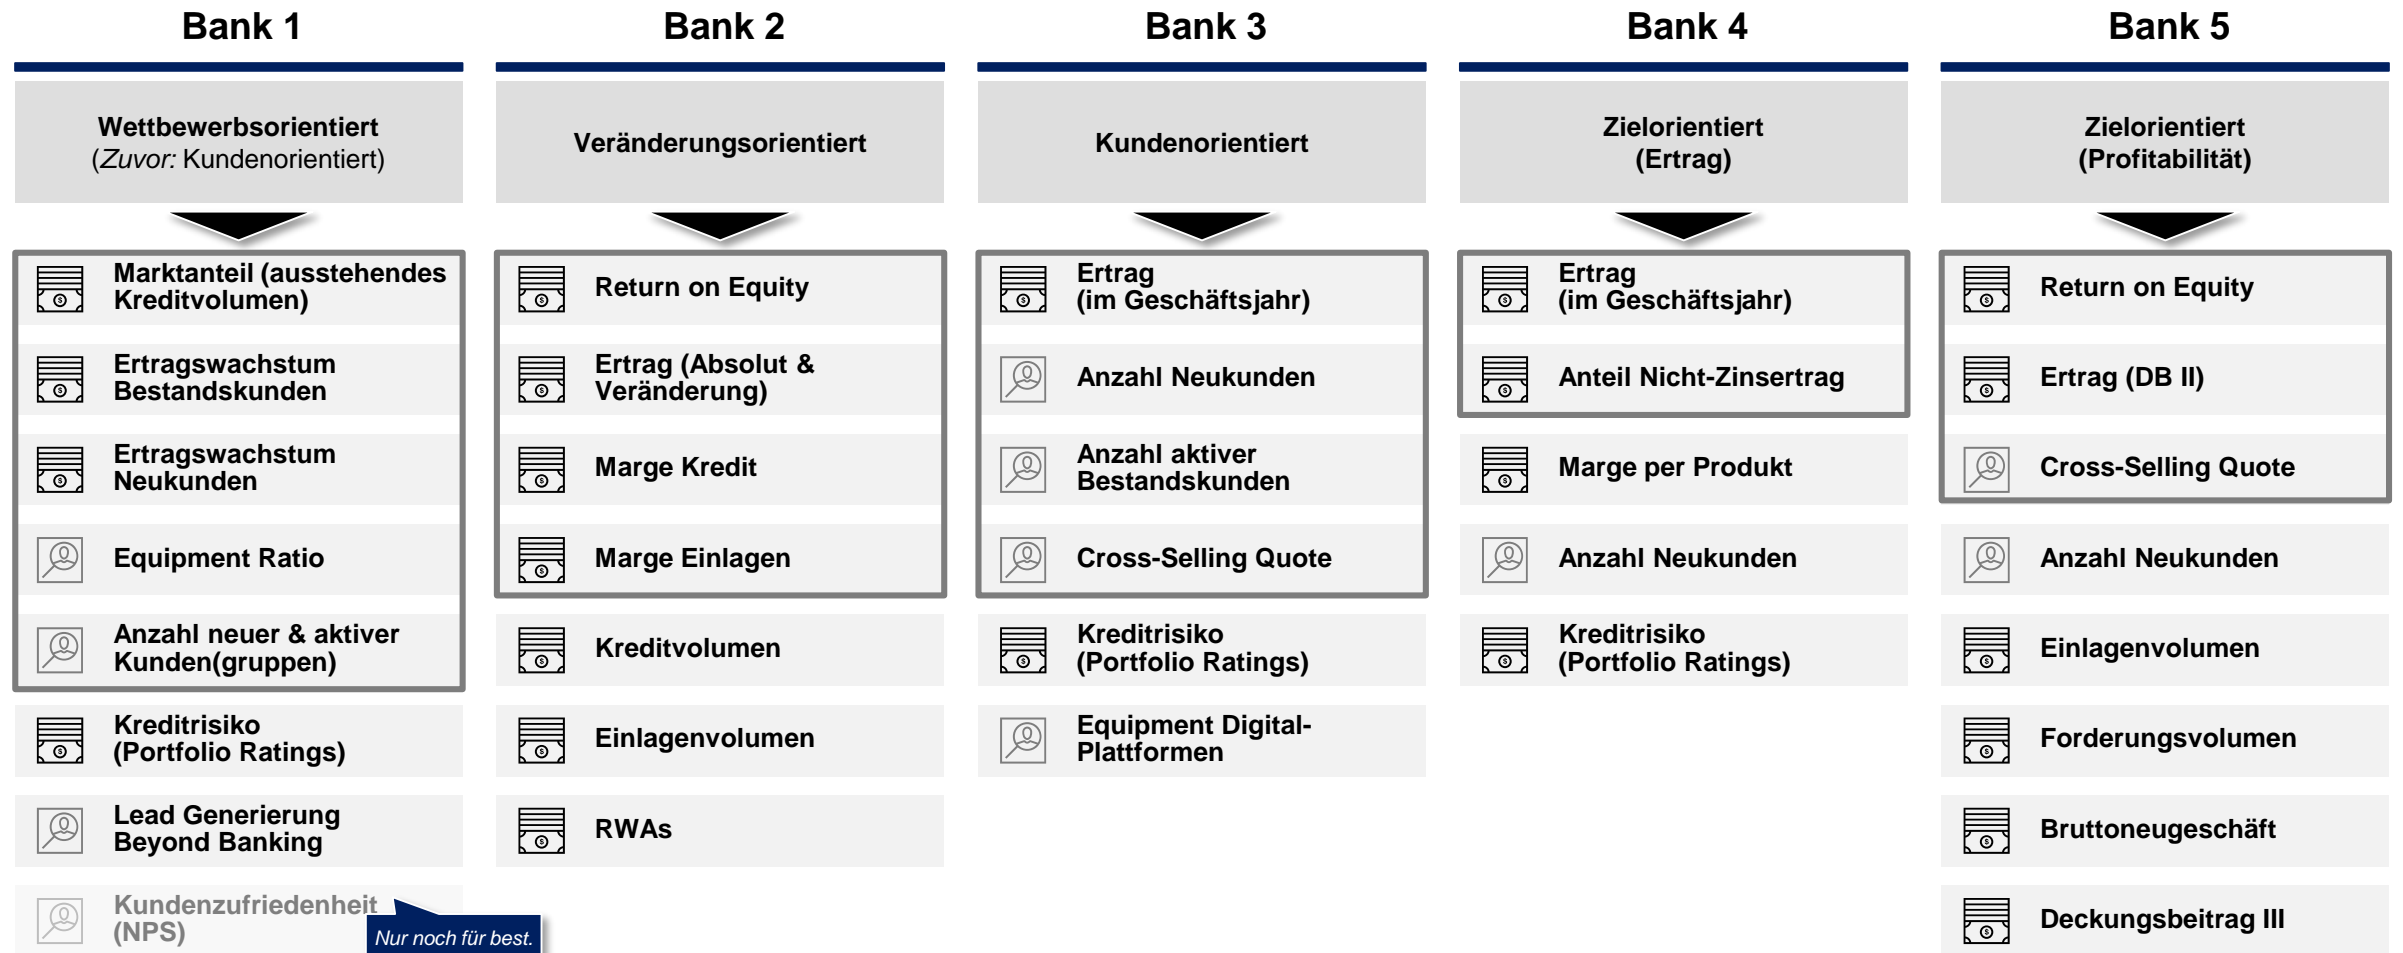 Bank 1
Wettbewerbsorientiert
(Zuvor: Kundenorientiert)
Marktanteil (ausstehendes
Kreditvolumen)
Ertragswachstum
Bestandskunden
Ertragswachstum
Neukunden
Equipment Ratio
Anzahl neuer & aktiver
Kunden(gruppen)
Kreditrisiko
(Portfolio Ratings)
Lead Generierung
Beyond Banking
Kundenzufriedenheit
(NPS)
Nur noch für best.
Bank 2
Veränderungsorientiert
Return on Equity
Ertrag (Absolut &
Veränderung)
Marge Kredit
Marge Einlagen
Kreditvolumen
Einlagenvolumen
RWAs
Bank 3
Kundenorientiert
Ertrag
(im Geschäftsjahr)
Anzahl Neukunden
Anzahl aktiver
Bestandskunden
Cross-Selling Quote
Kreditrisiko
(Portfolio Ratings)
Equipment Digital-
Plattformen
Bank 4
Zielorientiert
(Ertrag)
Ertrag
(im Geschäftsjahr)
Anteil Nicht-Zinsertrag
Marge per Produkt
Anzahl Neukunden
Kreditrisiko
(Portfolio Ratings)
Bank 5
Zielorientiert
(Profitabilität)
Return on Equity
Ertrag (DB II)
Cross-Selling Quote
Anzahl Neukunden
Einlagenvolumen
Forderungsvolumen
Bruttoneugeschäft
Deckungsbeitrag III